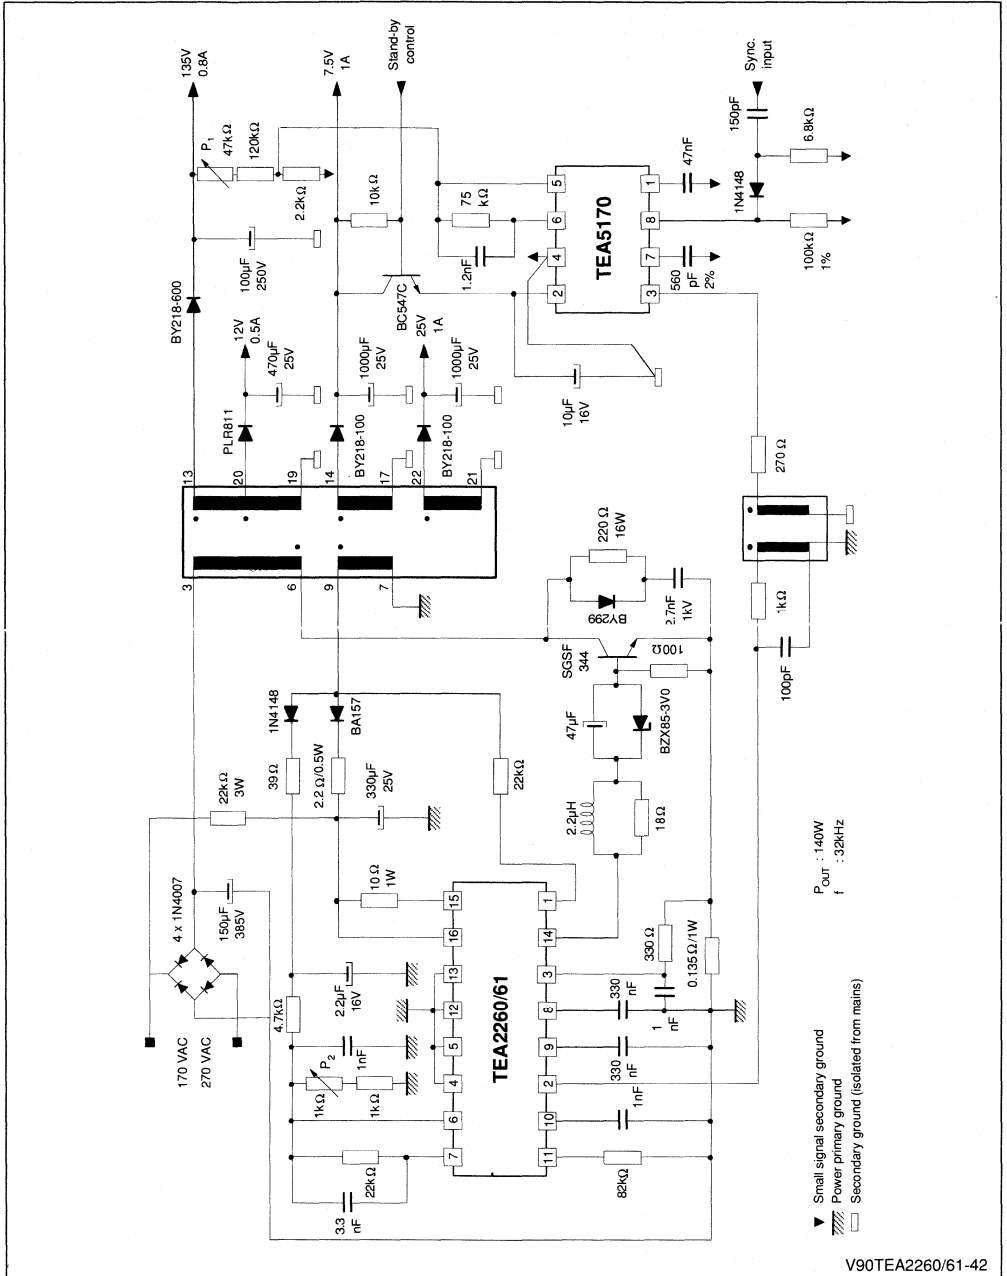 135V
0.8A
7.5V
1A
Stand-by
control
Sync.
input
P1
47kΩ
120kΩ
2.2kΩ
10kΩ
100µF
250V
BY218-600
12V
0.5A
470µF
25V
PLR811
1000µF
25V
BY218-100
25V
1A
1000µF
25V
BY218-100
BC547C
75
kΩ
1.2nF
10µF
16V
5
6
4
2
TEA5170
1
8
7
3
47nF
560
pF
2%
150pF
1N4148
6.8kΩ
100kΩ
1%
270 Ω
13
20
19
14
17
22
21
3
6
9
7
220 Ω
16W
BY299
2.7nF
1kV
SGSF
344
100Ω
1kΩ
100pF
47µF
BZX85-3V0
2.2µH
18Ω
1N4148
BA157
39 Ω
2.2 Ω/0.5W
22kΩ
22kΩ
3W
330µF
25V
10 Ω
1W
4 x 1N4007
150µF
385V
170 VAC
270 VAC
4.7kΩ
2.2µF
16V
P2
1nF
1kΩ
1kΩ
22kΩ
3.3
nF
15
16
13
12
5
4
6
7
TEA2260/61
1
14
3
8
9
2
10
11
330 Ω
0.135 Ω/1W
330
nF
1
nF
330
nF
1nF
82kΩ
POUT : 140W
f : 32kHz
Small signal secondary ground
Power primary ground
Secondary ground (isolated from mains)
V90TEA2260/61-42